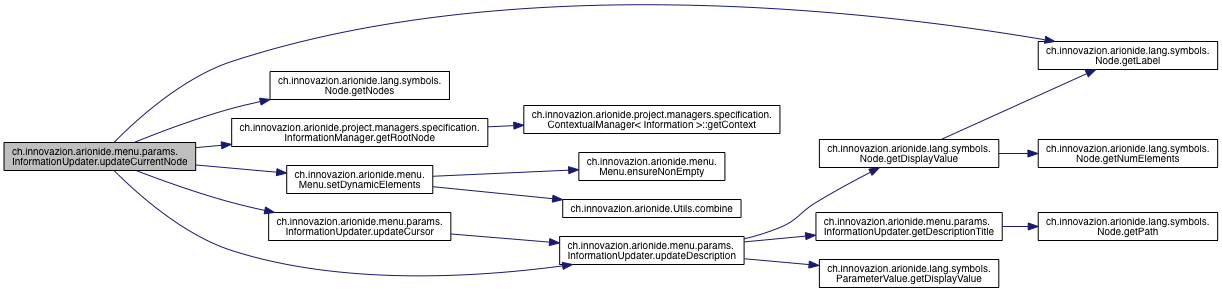 ch.innovazion.arionide.menu.params.
InformationUpdater.updateCurrentNode
ch.innovazion.arionide.lang.symbols.
Node.getNodes
ch.innovazion.arionide.project.managers.specification.
InformationManager.getRootNode
ch.innovazion.arionide.menu.
Menu.setDynamicElements
ch.innovazion.arionide.menu.params.
InformationUpdater.updateCursor
ch.innovazion.arionide.project.managers.specification.
ContextualManager< Information >::getContext
ch.innovazion.arionide.menu.
Menu.ensureNonEmpty
ch.innovazion.arionide.Utils.combine
ch.innovazion.arionide.menu.params.
InformationUpdater.updateDescription
ch.innovazion.arionide.lang.symbols.
Node.getDisplayValue
ch.innovazion.arionide.menu.params.
InformationUpdater.getDescriptionTitle
ch.innovazion.arionide.lang.symbols.
ParameterValue.getDisplayValue
ch.innovazion.arionide.lang.symbols.
Node.getLabel
ch.innovazion.arionide.lang.symbols.
Node.getNumElements
ch.innovazion.arionide.lang.symbols.
Node.getPath